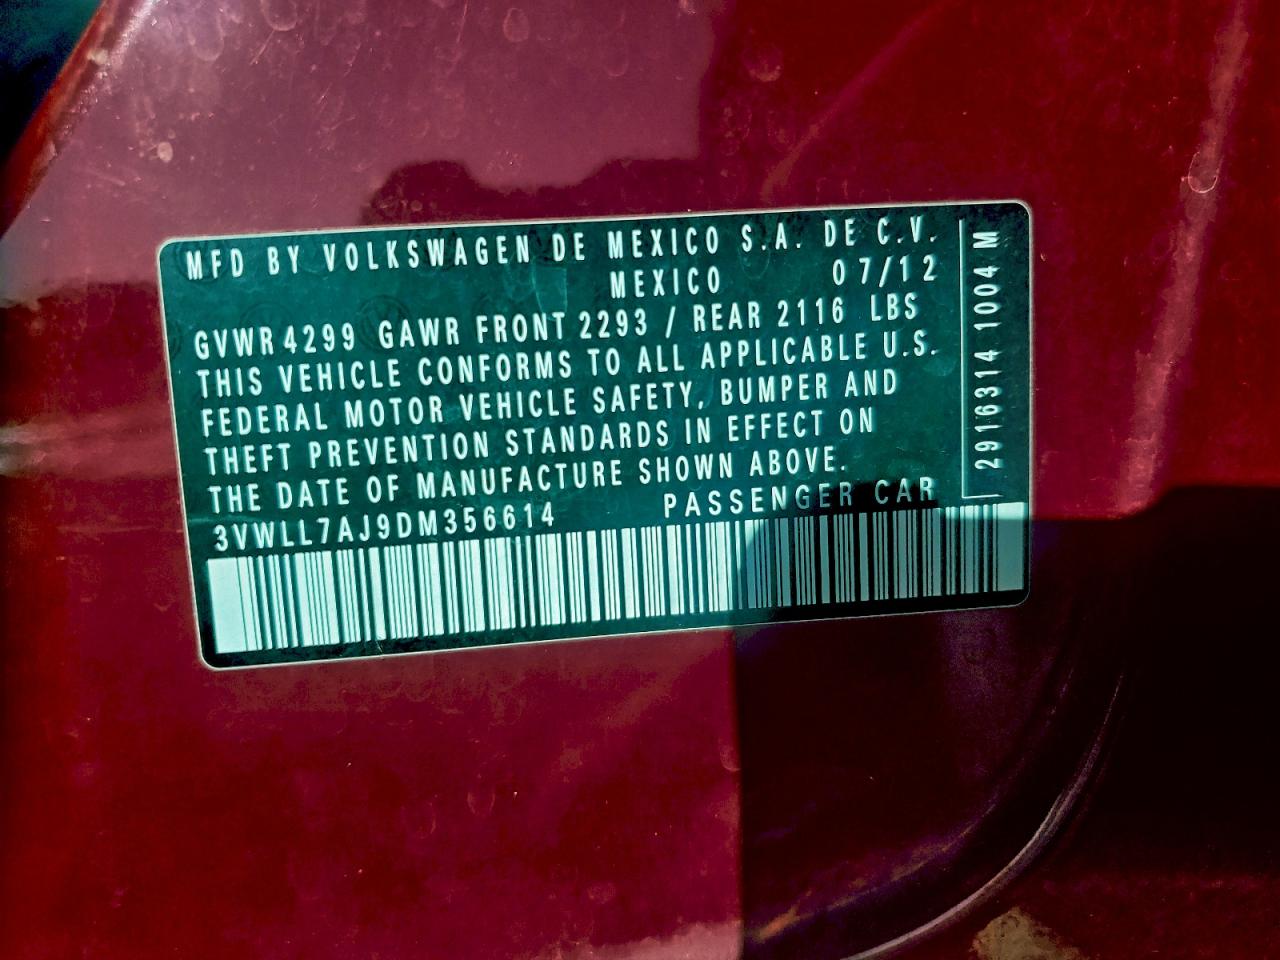 MFD BY VOLKSWAGEN DE MEXICO S.A. DE C.V.
MEXICO 07/12
GVWR 4299 GAWR FRONT 2293 / REAR 2116 LBS
THIS VEHICLE CONFORMS TO ALL APPLICABLE U.S.
FEDERAL MOTOR VEHICLE SAFETY, BUMPER AND
THEFT PREVENTION STANDARDS IN EFFECT ON
THE DATE OF MANUFACTURE SHOWN ABOVE.
3VWLL7AJ9DM356614 PASSENGER CAR
2916314 1004 M